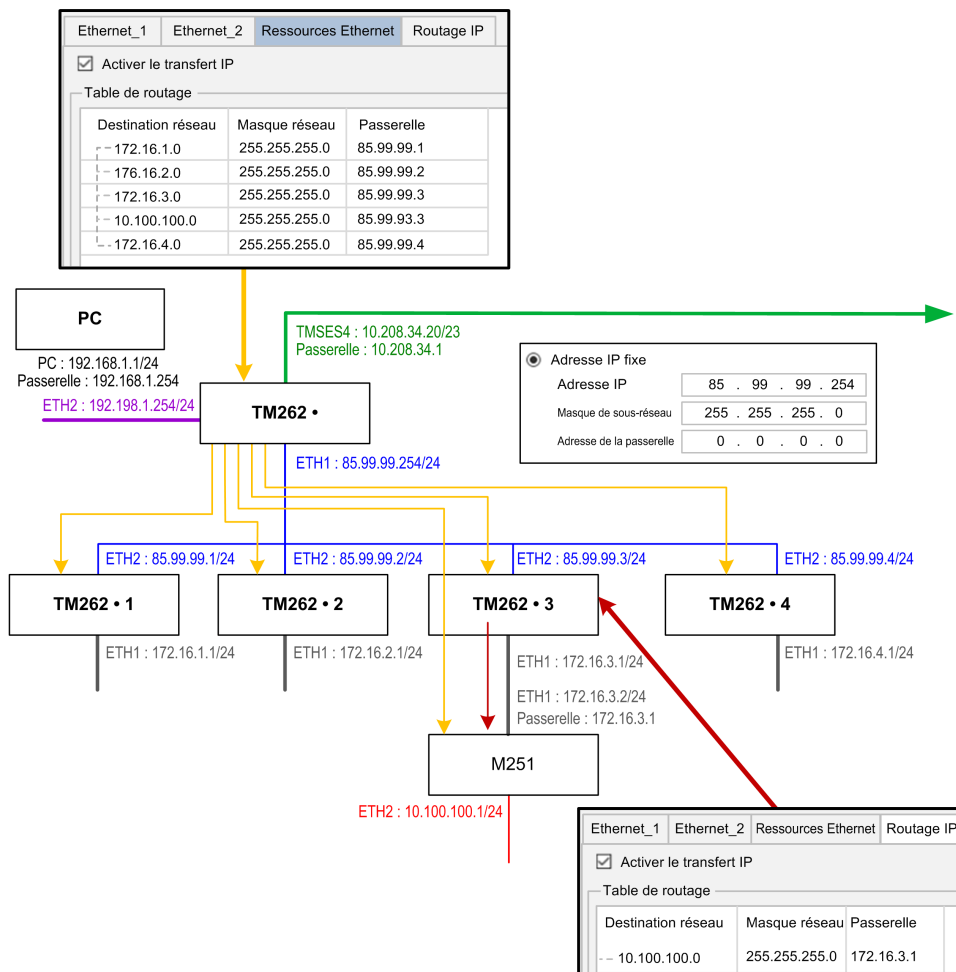 Ethernet_1 Ethernet_2 Ressources Ethernet Routage IP
Activer le transfert IP
Table de routage
Destination réseau Masque réseau Passerelle
172.16.1.0 255.255.255.0 85.99.99.1
176.16.2.0 255.255.255.0 85.99.99.2
172.16.3.0 255.255.255.0 85.99.99.3
10.100.100.0 255.255.255.0 85.99.93.3
172.16.4.0 255.255.255.0 85.99.99.4
PC
PC : 192.168.1.1/24
Passerelle : 192.168.1.254
ETH2 : 192.198.1.254/24
TM262 •
TMSES4 : 10.208.34.20/23
Passerelle : 10.208.34.1
Adresse IP fixe
Adresse IP 85 . 99 . 99 . 254
Masque de sous-réseau 255 . 255 . 255 . 0
Adresse de la passerelle 0 . 0 . 0 . 0
ETH1 : 85.99.99.254/24
ETH2 : 85.99.99.1/24
ETH2 : 85.99.99.2/24
ETH2 : 85.99.99.3/24
ETH2 : 85.99.99.4/24
TM262 • 1
TM262 • 2
TM262 • 3
TM262 • 4
ETH1 : 172.16.1.1/24
ETH1 : 172.16.2.1/24
ETH1 : 172.16.3.1/24
ETH1 : 172.16.4.1/24
ETH1 : 172.16.3.2/24
Passerelle : 172.16.3.1
M251
ETH2 : 10.100.100.1/24
Ethernet_1 Ethernet_2 Ressources Ethernet Routage IP
Activer le transfert IP
Table de routage
Destination réseau Masque réseau Passerelle
10.100.100.0 255.255.255.0 172.16.3.1